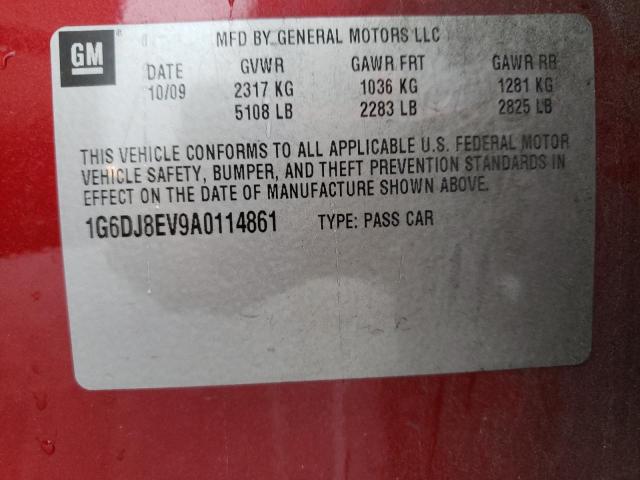 GM
MFD BY GENERAL MOTORS LLC
DATE GVWR GAWR FRT GAWR RR
10/09 2317 KG 1036 KG 1281 KG
5108 LB 2283 LB 2825 LB
THIS VEHICLE CONFORMS TO ALL APPLICABLE U.S. FEDERAL MOTOR
VEHICLE SAFETY, BUMPER, AND THEFT PREVENTION STANDARDS IN
EFFECT ON THE DATE OF MANUFACTURE SHOWN ABOVE.
1G6DJ8EV9A0114861 TYPE: PASS CAR